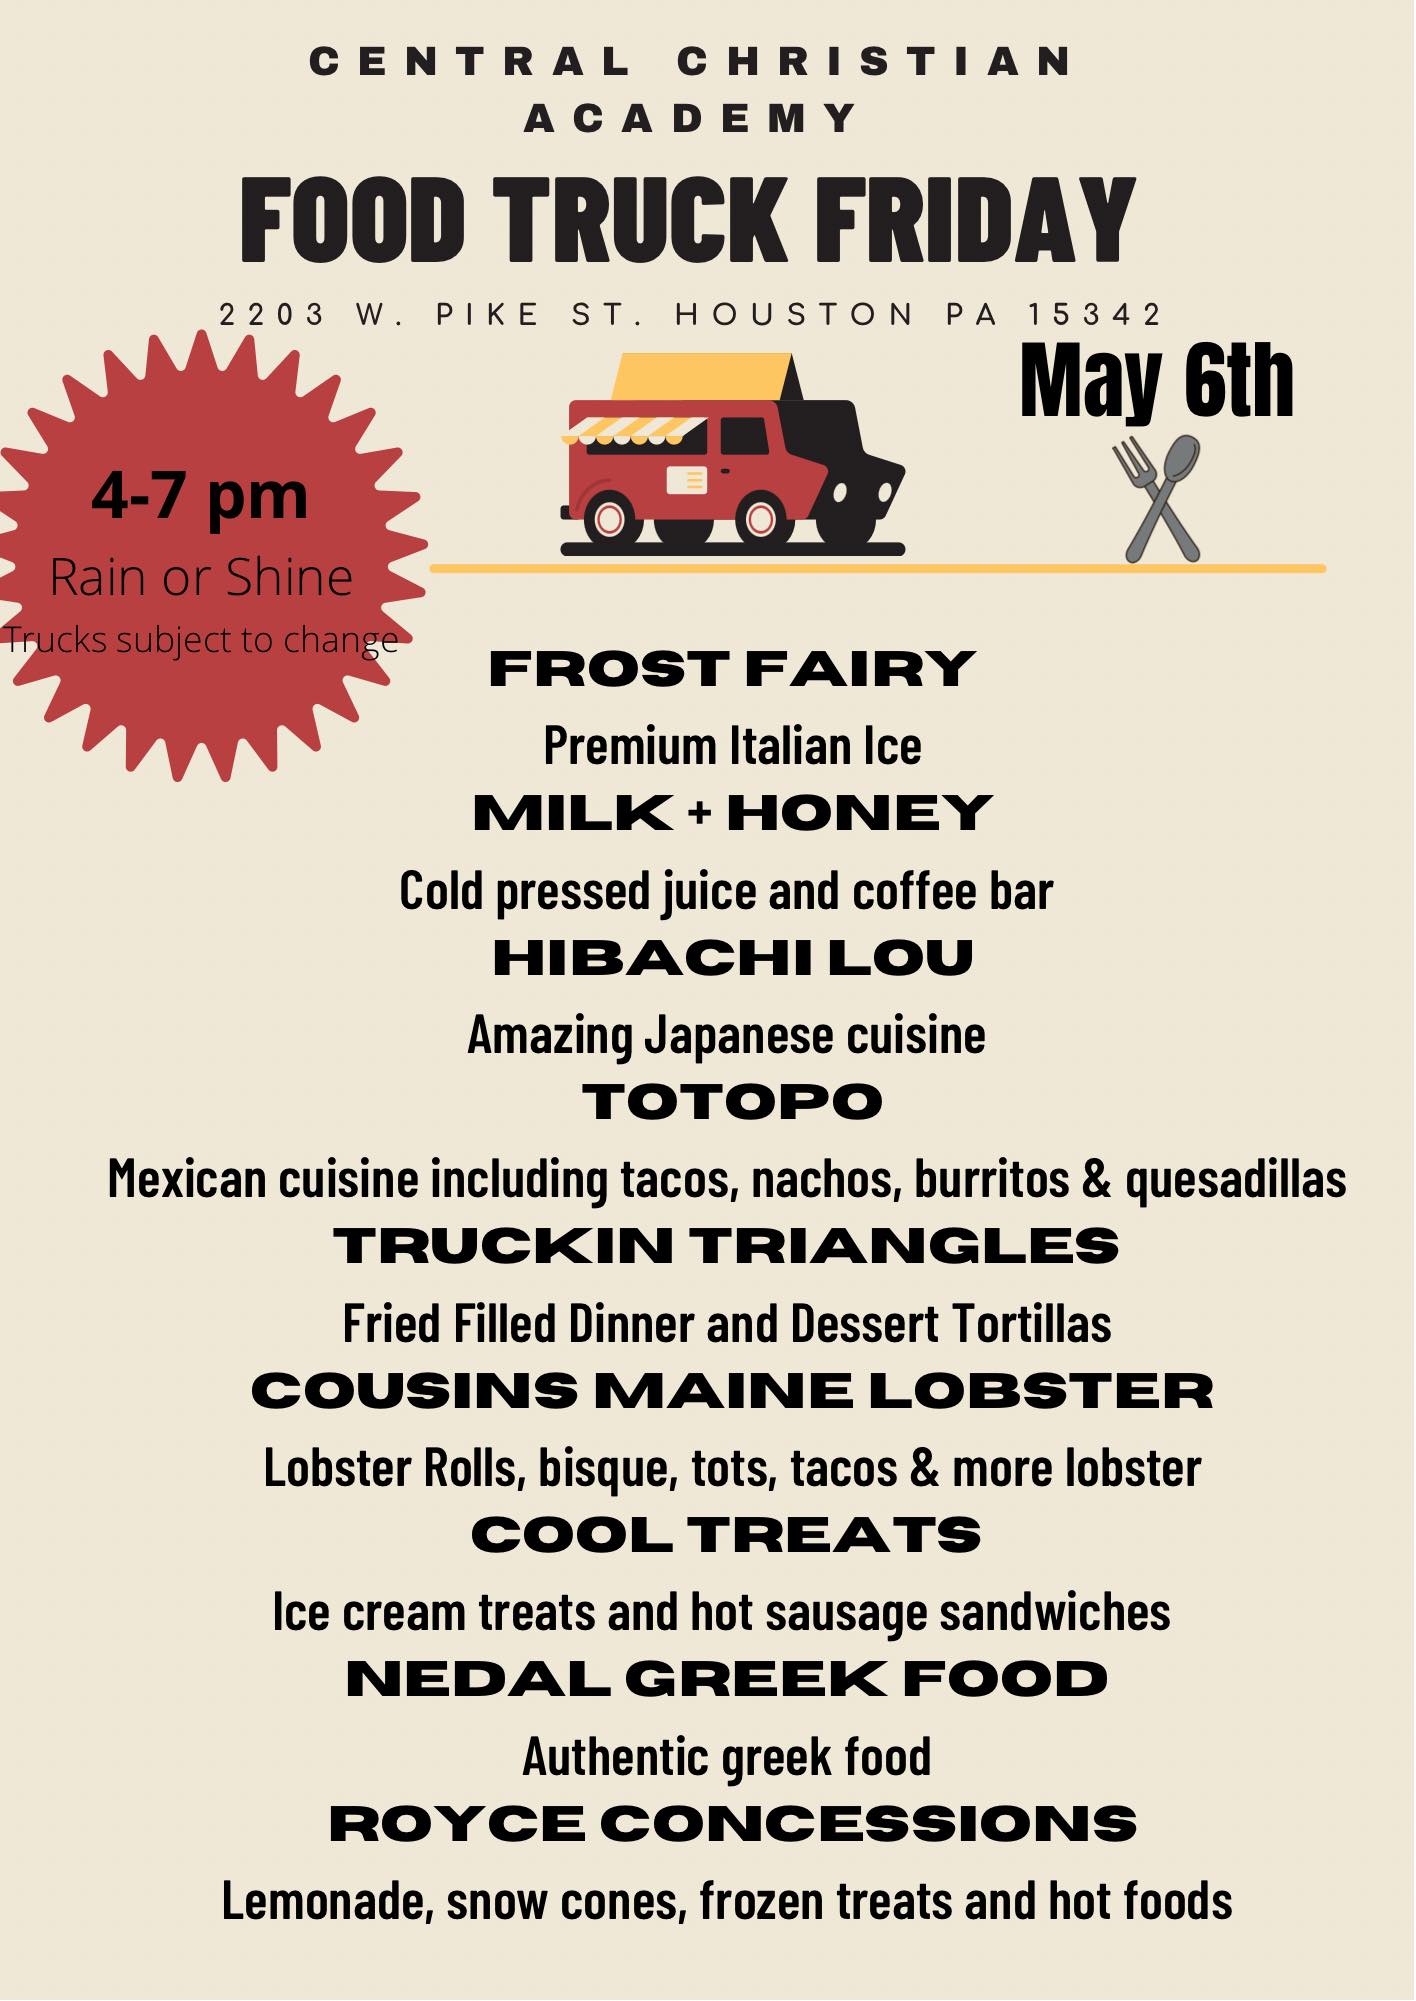 CENTRAL CHRISTIAN
ACADEMY
FOOD TRUCK FRIDAY
2203 W. PIKE ST. HOUSTON PA 15342
May 6th
4-7 pm
Rain or Shine
Trucks subject to change
FROST FAIRY
Premium Italian Ice
MILK + HONEY
Cold pressed juice and coffee bar
HIBACHI LOU
Amazing Japanese cuisine
TOTOPO
Mexican cuisine including tacos, nachos, burritos & quesadillas
TRUCKIN TRIANGLES
Fried Filled Dinner and Dessert Tortillas
COUSINS MAINE LOBSTER
Lobster Rolls, bisque, tots, tacos & more lobster
COOL TREATS
Ice cream treats and hot sausage sandwiches
NEDAL GREEK FOOD
Authentic greek food
ROYCE CONCESSIONS
Lemonade, snow cones, frozen treats and hot foods